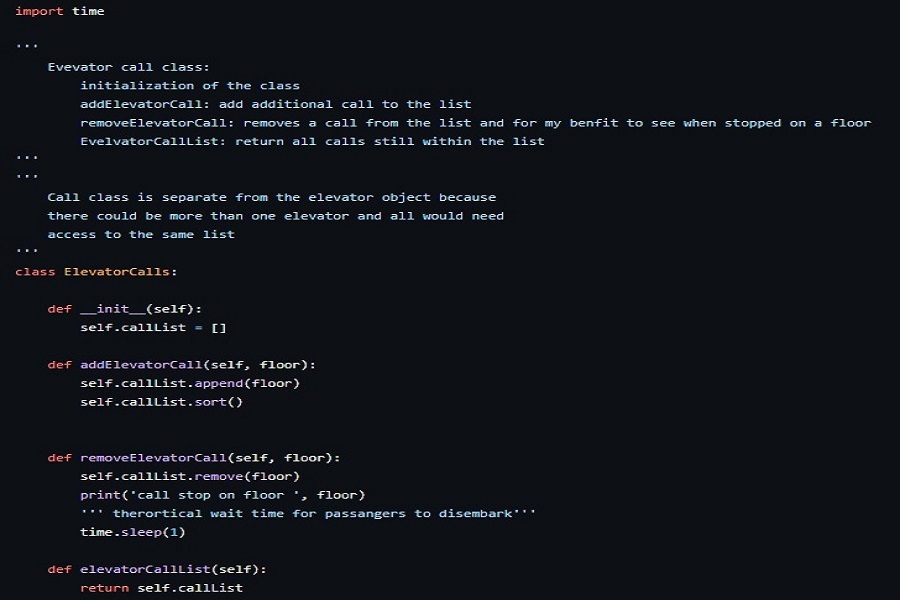 import time
'''
    Evevator call class:
        initialization of the class
        addElevatorCall: add additional call to the list
        removeElevatorCall: removes a call from the list and for my benfit to see when stopped on a floor
        EvelvatorCallList: return all calls still within the list
'''
'''
    Call class is separate from the elevator object because
    there could be more than one elevator and all would need
    access to the same list
'''
class ElevatorCalls:
    def __init__(self):
        self.callList = []
    def addElevatorCall(self, floor):
        self.callList.append(floor)
        self.callList.sort()
    def removeElevatorCall(self, floor):
        self.callList.remove(floor)
        print('call stop on floor ', floor)
        ''' therortical wait time for passangers to disembark'''
        time.sleep(1)
    def elevatorCallList(self):
        return self.callList